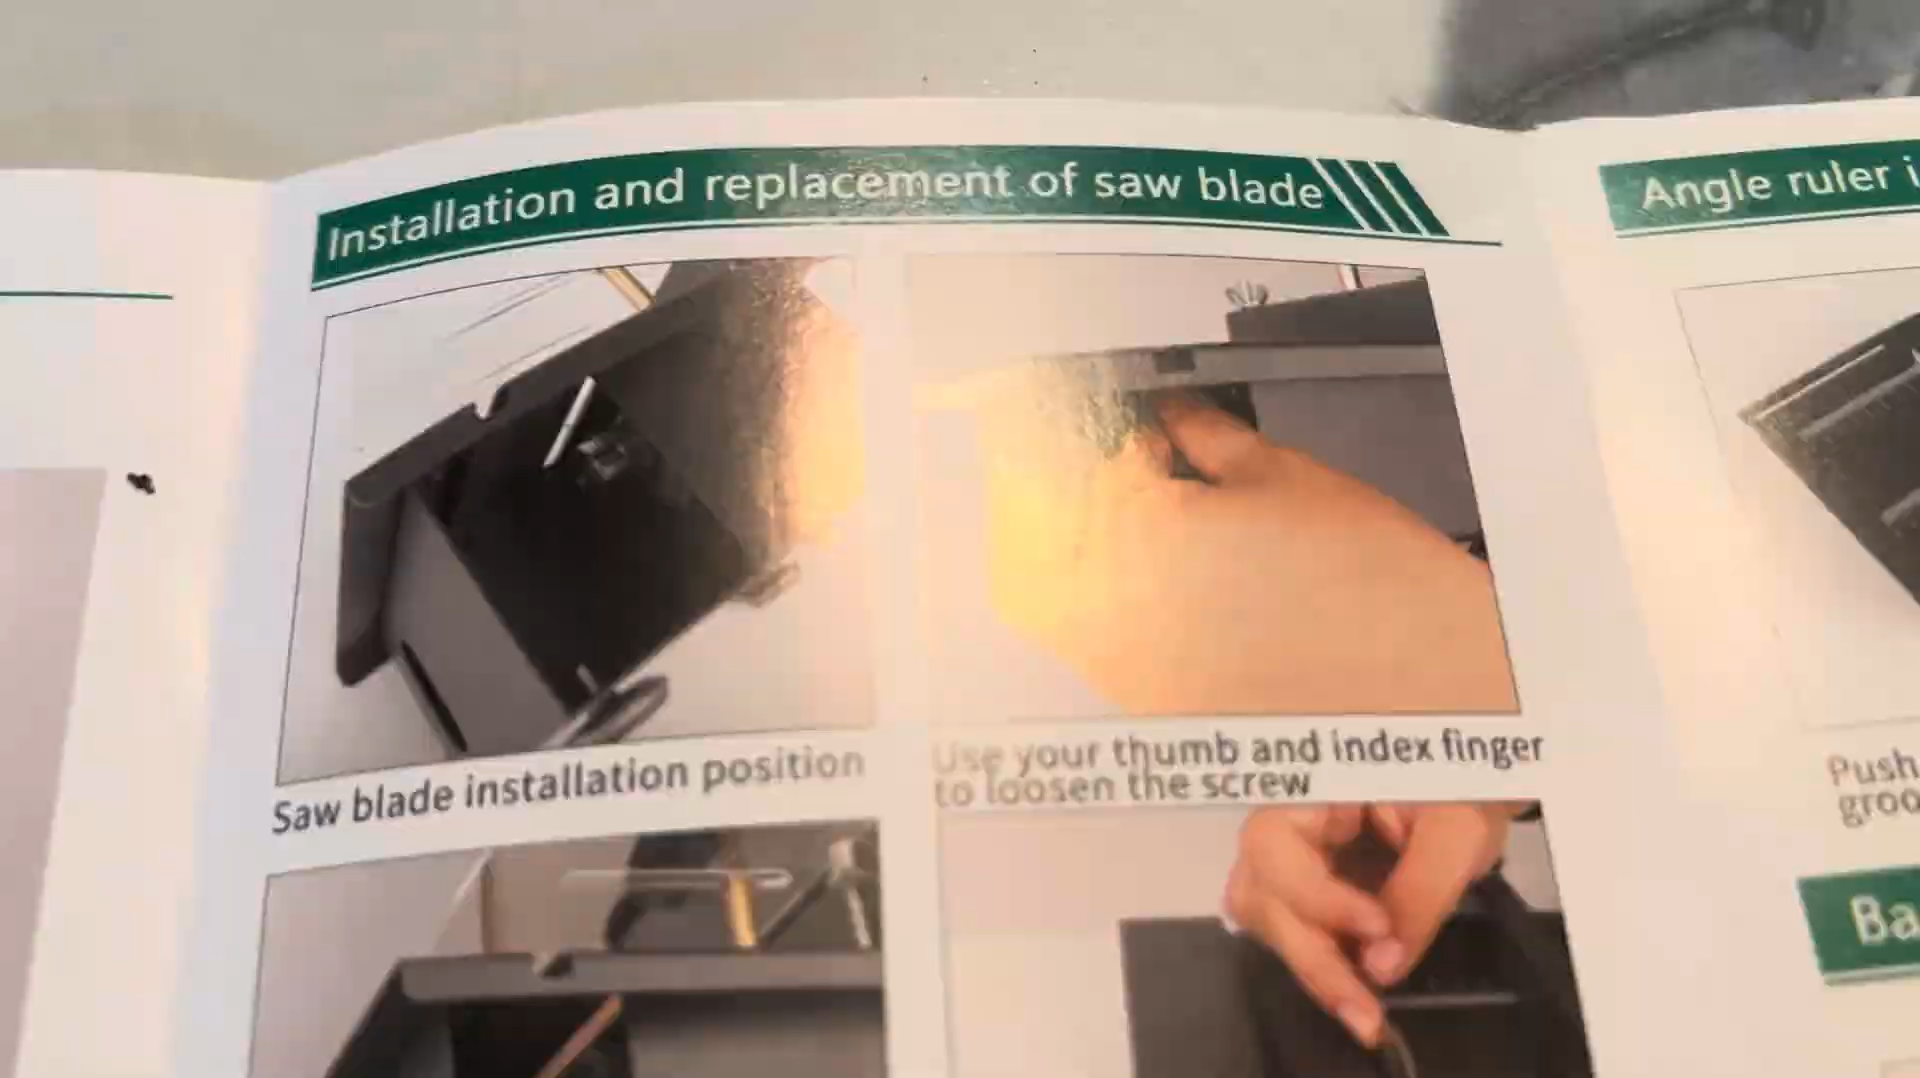 Installation and replacement of saw blade
Saw blade installation position
Use your thumb and index finger
to loosen the screw
Angle ruler
Push